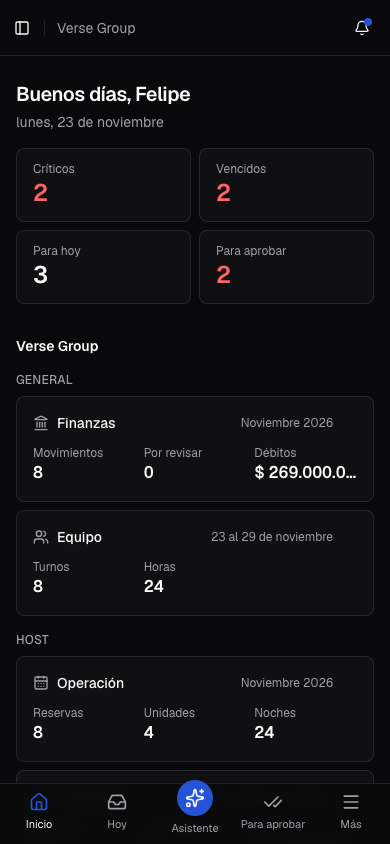 Verse Group
Buenos días, Felipe
lunes, 23 de noviembre
Críticos
2
Vencidos
2
Para hoy
3
Para aprobar
2
Verse Group
GENERAL
Finanzas
Noviembre 2026
Movimientos
8
Por revisar
0
Débitos
$ 269.000.0...
Equipo
23 al 29 de noviembre
Turnos
8
Horas
24
HOST
Operación
Noviembre 2026
Reservas
8
Unidades
4
Noches
24
Inicio
Hoy
Asistente
Para aprobar
Más